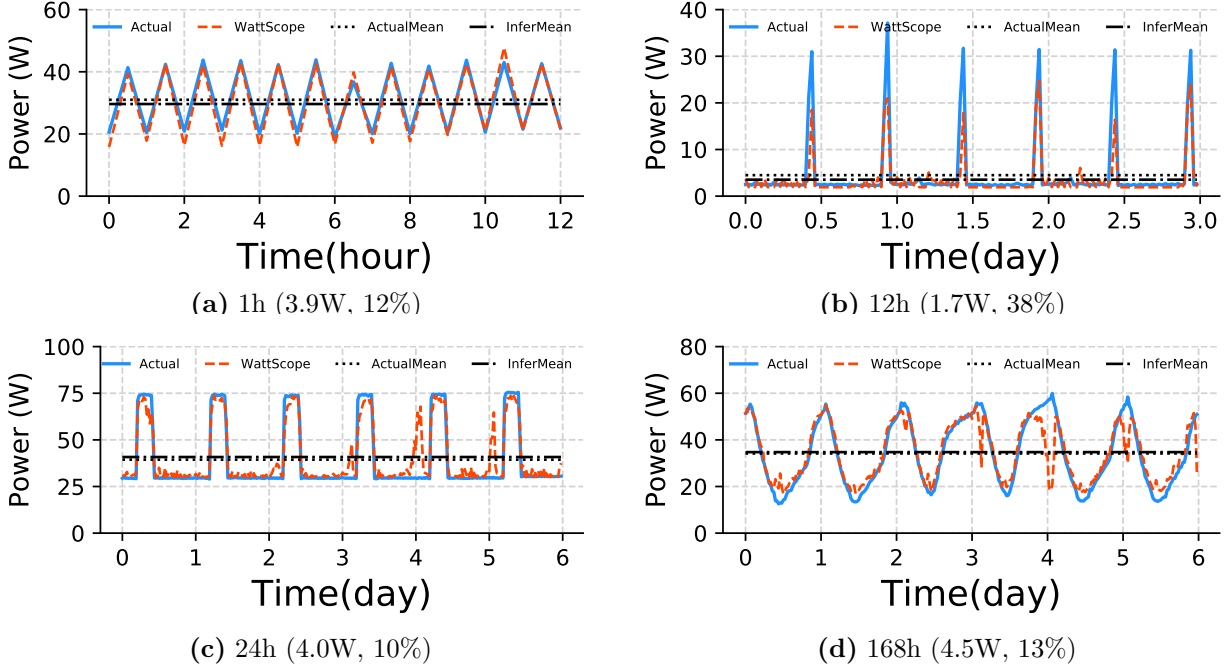 60
40
20
0
Power (W)
Actual WattScope ActualMean InferMean
0 2 4 6 8 10 12
Time(hour)
(a) 1h (3.9W, 12%)
40
30
20
10
0
Power (W)
Actual WattScope ActualMean InferMean
0.0 0.5 1.0 1.5 2.0 2.5 3.0
Time(day)
(b) 12h (1.7W, 38%)
100
75
50
25
0
Power (W)
Actual WattScope ActualMean InferMean
0 1 2 3 4 5 6
Time(day)
(c) 24h (4.0W, 10%)
80
60
40
20
0
Power (W)
Actual WattScope ActualMean InferMean
0 1 2 3 4 5 6
Time(day)
(d) 168h (4.5W, 13%)